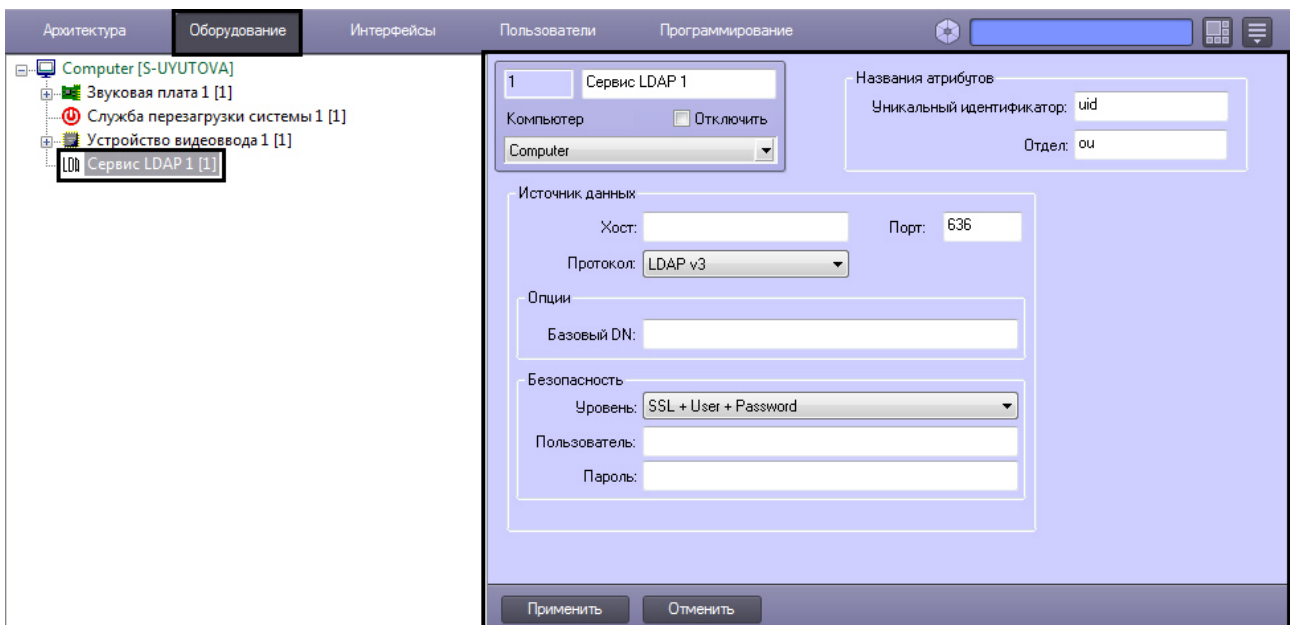 Архитектура Оборудование Интерфейсы Пользователи Программирование
Computer [S-UYUTOVA]
Звуковая плата 1 [1]
Служба перезагрузки системы 1 [1]
Устройство видеоввода 1 [1]
LDA Сервис LDAP 1 [1]
1 Сервис LDAP 1
Компьютер Отключить
Computer
Названия атрибутов
Уникальный идентификатор: uid
Отдел: ou
Источник данных
Хост: Порт: 636
Протокол: LDAP v3
Опции
Базовый DN:
Безопасность
Уровень: SSL + User + Password
Пользователь:
Пароль:
Применить Отменить